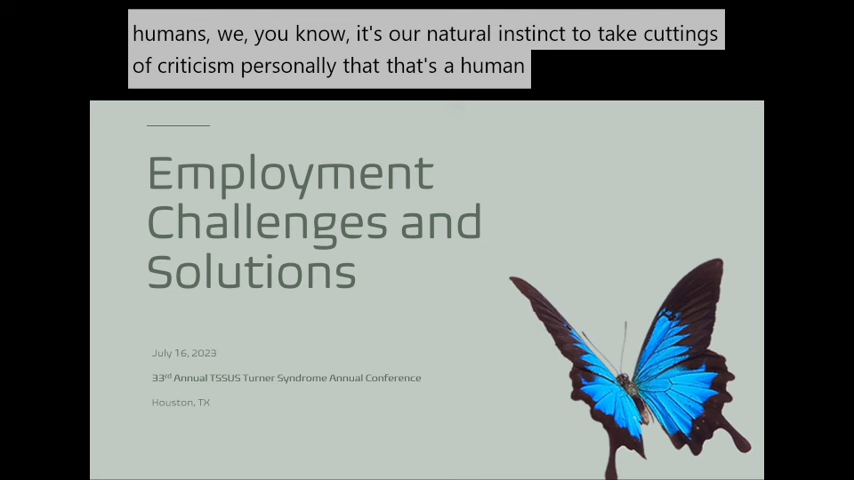 humans, we, you know, it's our natural instinct to take cuttings
of criticism personally that that's a human
Employment
Challenges and
Solutions
July 16, 2023
33rd Annual TSSUS Turner Syndrome Annual Conference
Houston, TX